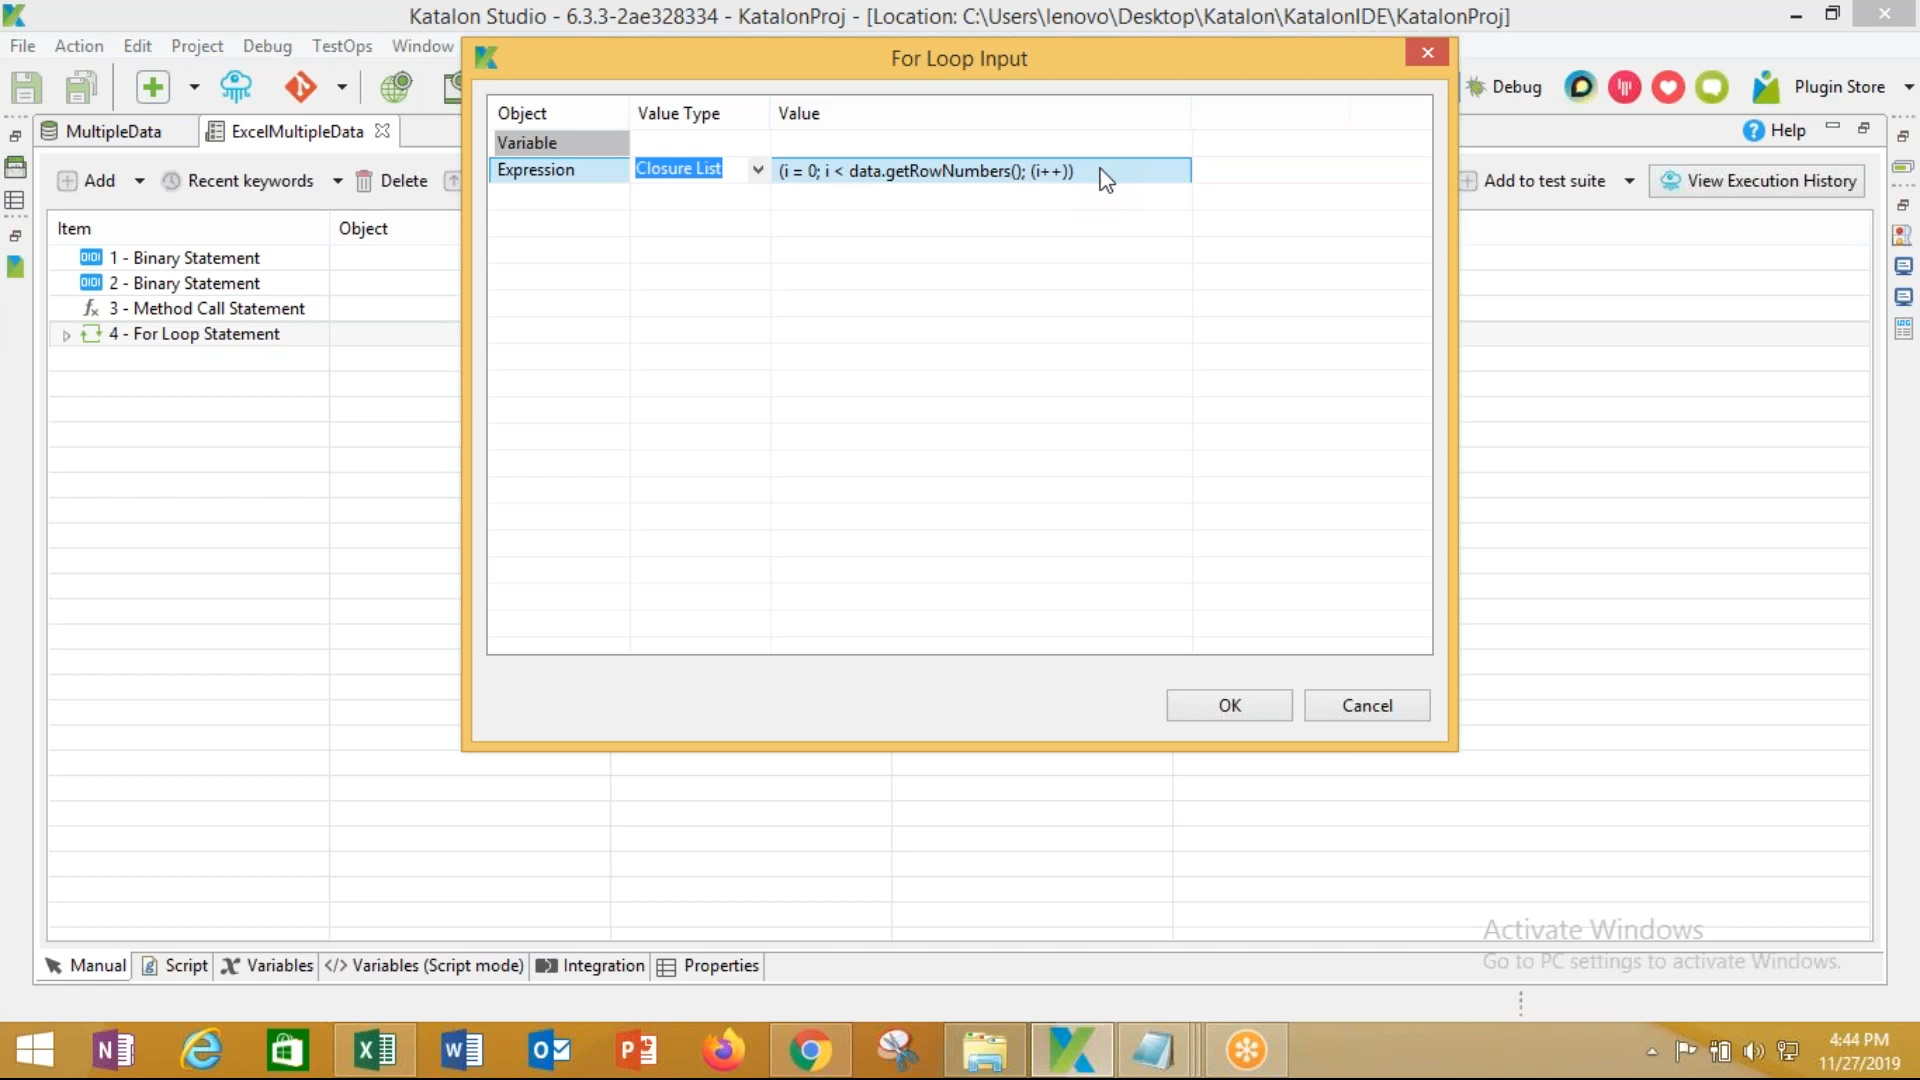 Katalon Studio - 6.3.3-2ae328334 - KatalonProj - [Location: C:\Users\lenovo\Desktop\Katalon\KatalonIDE\KatalonProj]
File Action Edit Project Debug TestOps Window
For Loop Input
Debug
Plugin Store
MultipleData
ExcelMultipleData
Help
Object Value Type Value
Variable
Expression Closure List (i = 0; i < data.getRowNumbers(); (i++))
Add Recent keywords Delete
Add to test suite View Execution History
Item Object
1 - Binary Statement
2 - Binary Statement
3 - Method Call Statement
4 - For Loop Statement
OK Cancel
Activate Windows
Go to PC settings to activate Windows.
Manual Script Variables </> Variables (Script mode) Integration Properties
4:44 PM
11/27/2019